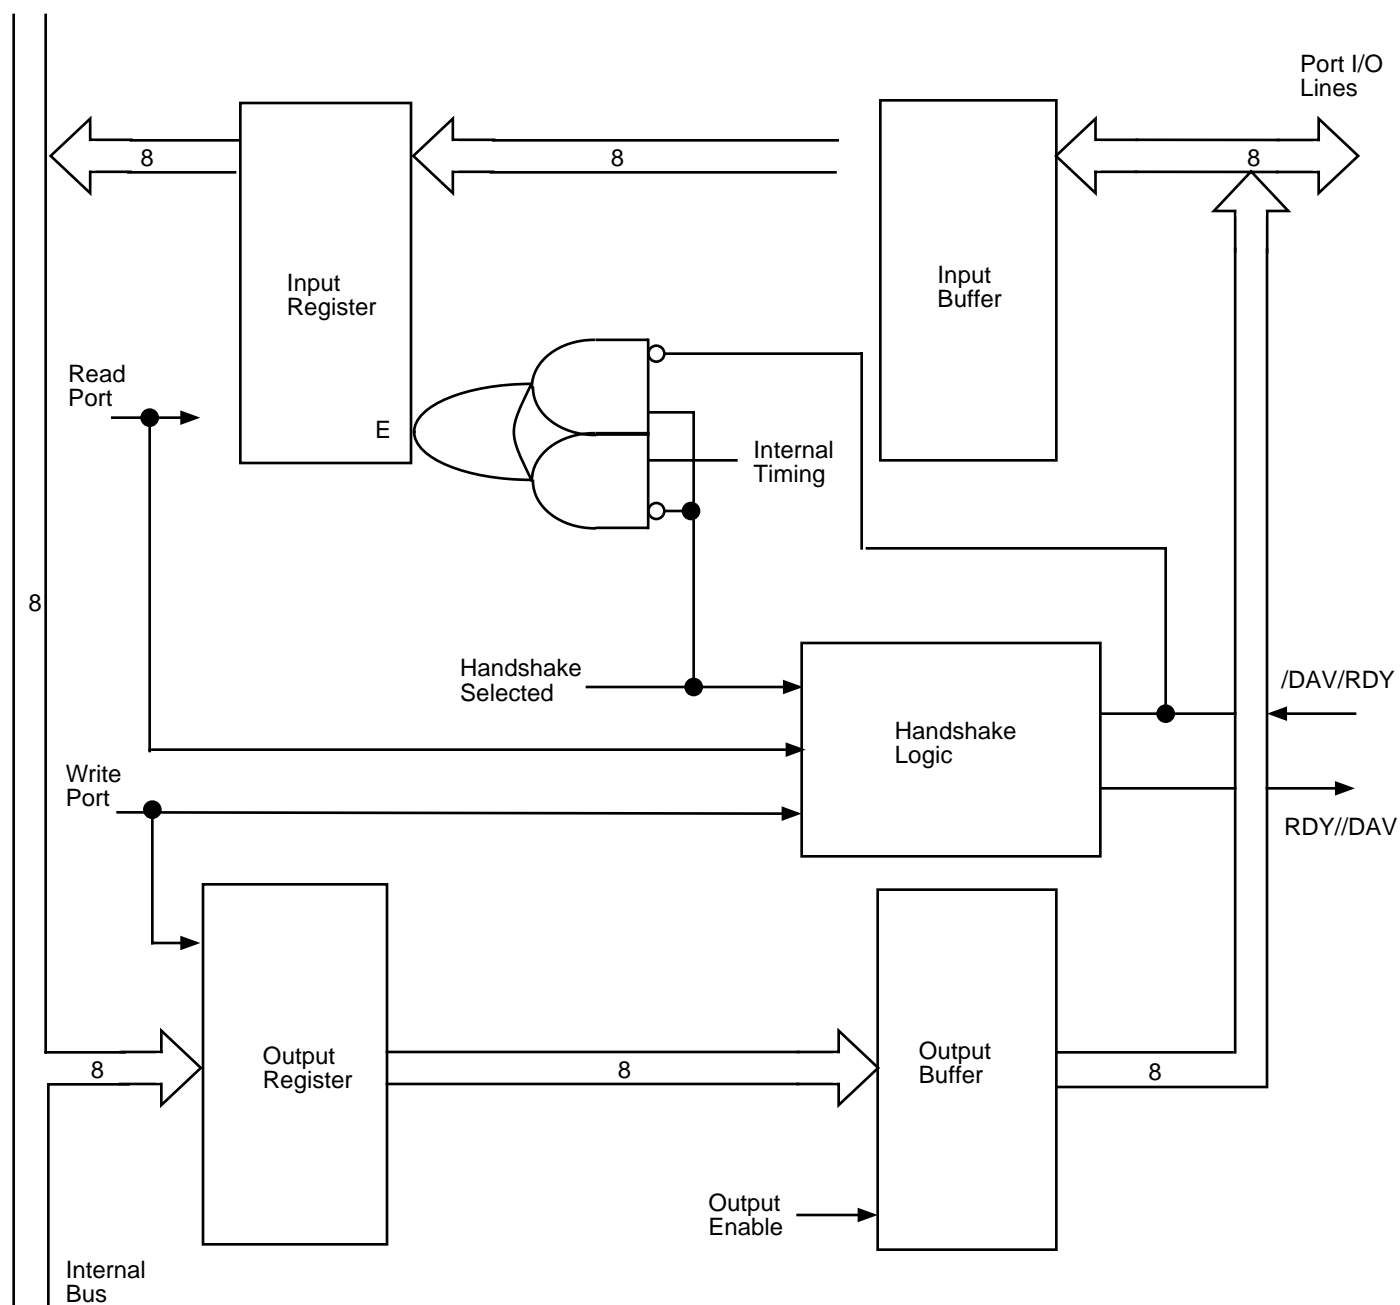 Port I/O
Lines
8
8
8
Input
Register
Input
Buffer
Read
Port
E
Internal
Timing
8
Handshake
Selected
/DAV/RDY
Handshake
Logic
Write
Port
RDY//DAV
Output
Register
Output
Buffer
8
8
8
Output
Enable
Internal
Bus